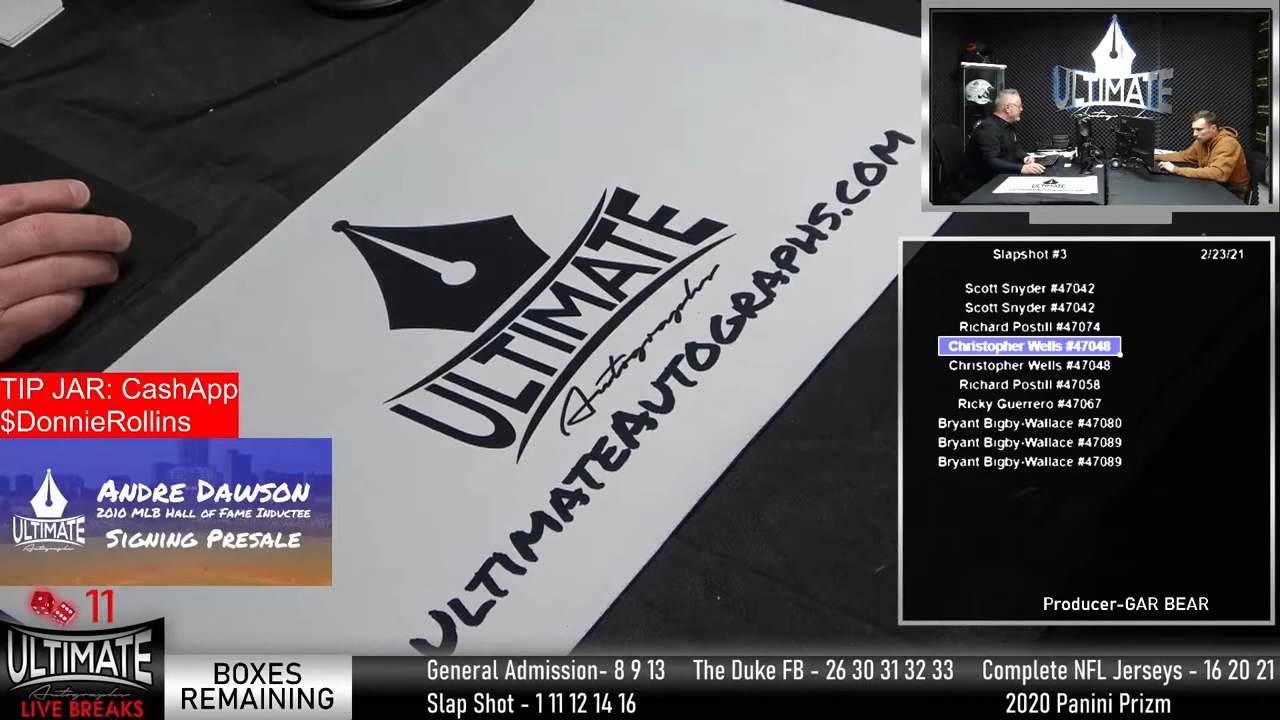 ULTIMATE
Autographs
ULTIMATE
Autographs
ULTIMATEAUTOGRAPHS.COM
Slapshot #3 2/23/21
Scott Snyder #47042
Scott Snyder #47042
Richard Postill #47074
Christopher Wells #47048
Christopher Wells #47048
Richard Postill #47058
Ricky Guerrero #47067
Bryant Bigby-Wallace #47080
Bryant Bigby-Wallace #47089
Bryant Bigby-Wallace #47089
Producer-GAR BEAR
TIP JAR: CashApp
$DonnieRollins
ULTIMATE
Autographs
ANDRE DAWSON
2010 MLB HALL OF FAME INDUCTEE
SIGNING PRESALE
11
ULTIMATE
Autographs
LIVE BREAKS
BOXES
REMAINING
General Admission- 8 9 13 The Duke FB - 26 30 31 32 33 Complete NFL Jerseys - 16 20 21
Slap Shot - 1 11 12 14 16 2020 Panini Prizm